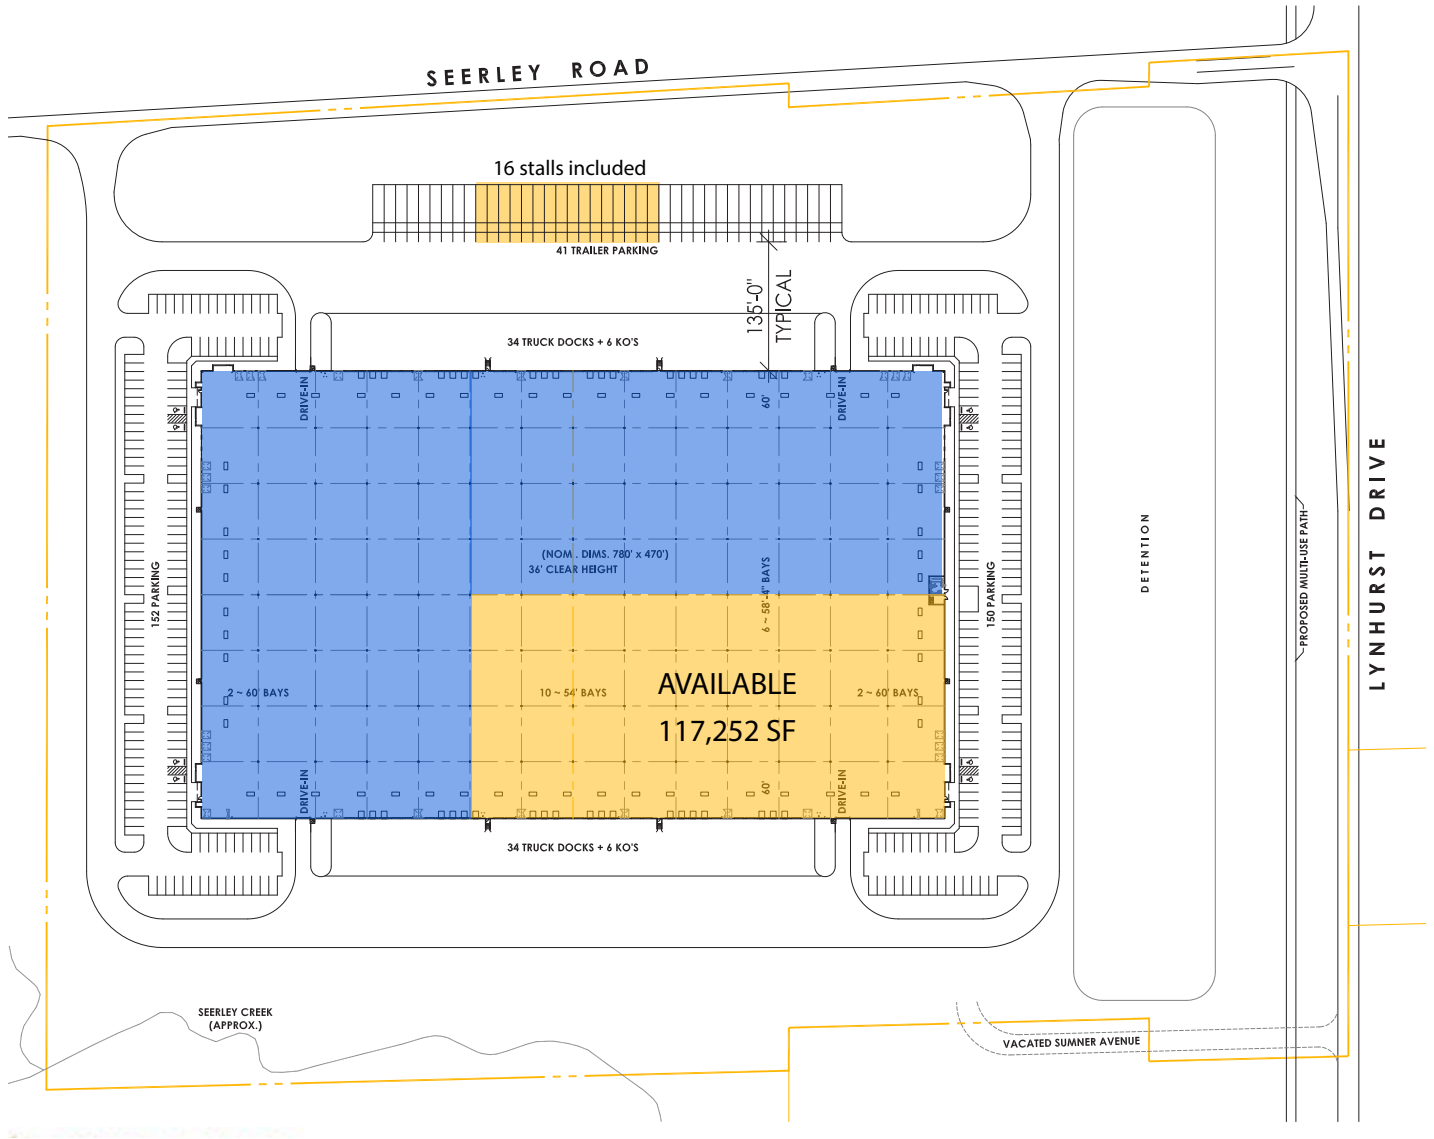 SEERLEY ROAD
16 stalls included
41 TRAILER PARKING
135'-0"
TYPICAL
34 TRUCK DOCKS + 6 KO'S
DRIVE-IN
60'
DRIVE-IN
(NOM. DIMS. 780' x 470')
36' CLEAR HEIGHT
6 ~ 58'-4" BAYS
152 PARKING
150 PARKING
DETENTION
PROPOSED MULTI-USE PATH
LYNHURST DRIVE
AVAILABLE
117,252 SF
2 ~ 60' BAYS
10 ~ 54' BAYS
2 ~ 60' BAYS
DRIVE-IN
60'
DRIVE-IN
34 TRUCK DOCKS + 6 KO'S
SEERLEY CREEK
(APPROX.)
VACATED SUMNER AVENUE